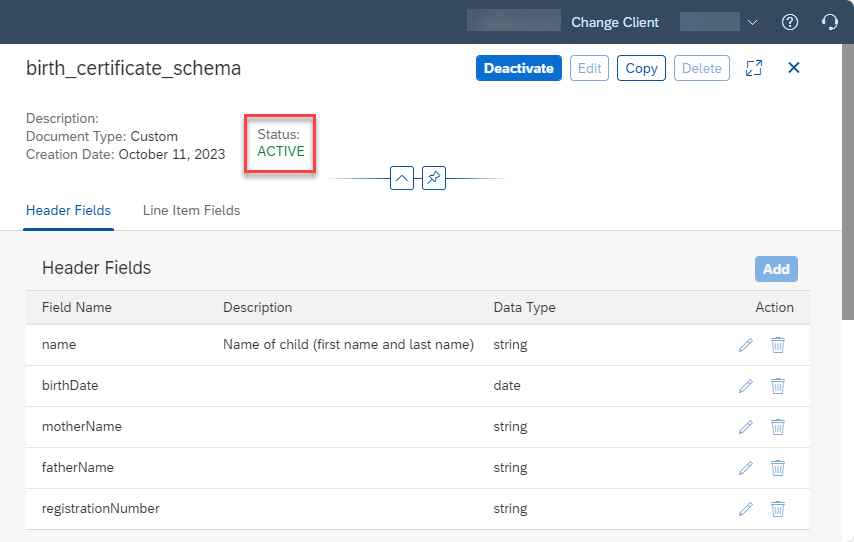 Change Client
birth_certificate_schema
Deactivate Edit Copy Delete
Description:
Document Type: Custom
Creation Date: October 11, 2023
Status:
ACTIVE
Header Fields Line Item Fields
Header Fields
Add
Field Name Description Data Type Action
name Name of child (first name and last name) string
birthDate date
motherName string
fatherName string
registrationNumber string